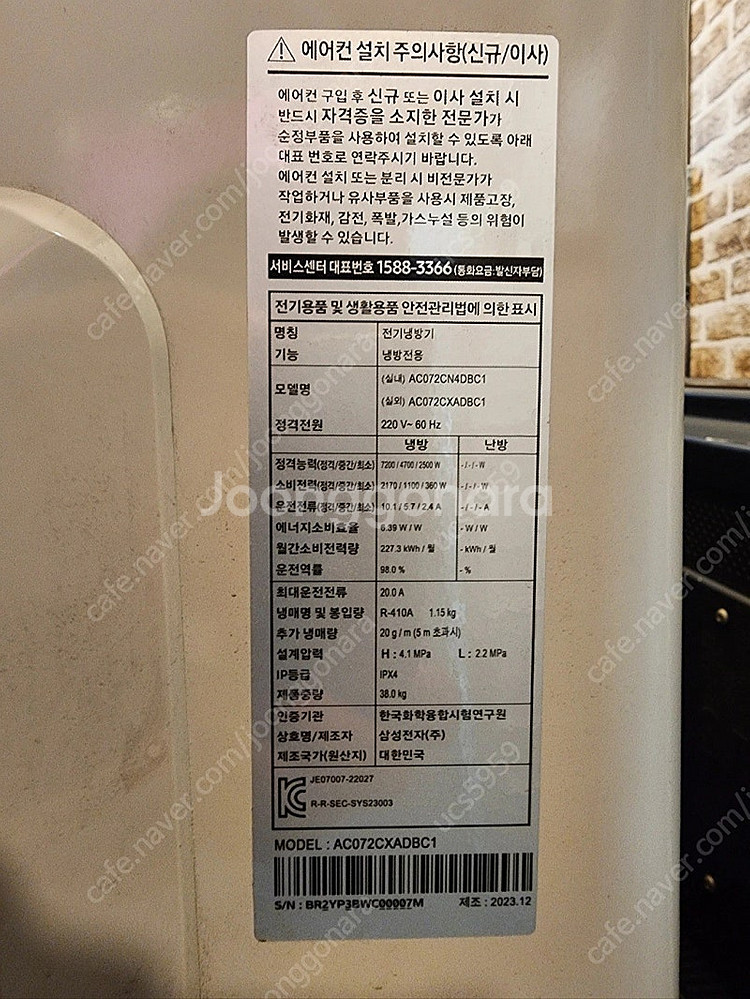 ⚠ 에어컨 설치 주의사항(신규/이사)
에어컨 구입 후 신규 또는 이사 설치 시
반드시 자격증을 소지한 전문가가
순정부품을 사용하여 설치할 수 있도록 아래
대표 번호로 연락주시기 바랍니다.
에어컨 설치 또는 분리 시 비전문가가
작업하거나 유사부품을 사용시 제품고장,
전기화재, 감전, 폭발,가스누설 등의 위험이
발생할 수 있습니다.
서비스센터 대표번호 1588-3366 (통화요금:발신자부담)
전기용품 및 생활용품 안전관리법에 의한 표시
명칭 전기냉방기
기능 냉방전용
모델명 (실내) AC072CN4DBC1
(실외) AC072CXADBC1
정격전원 220 V~ 60 Hz
냉방 난방
정격능력(정격/중간/최소) 7200 / 4700 / 2500 W - / - / - W
소비전력(정격/중간/최소) 2170 / 1100 / 360 W - / - / - W
운전전류(정격/중간/최소) 10.1 / 5.7 / 2.4 A - / - / - A
에너지소비효율 6.39 W / W - W / W
월간소비전력량 227.3 kWh / 월 - kWh / 월
운전역률 98.0 % - %
최대운전전류 20.0 A
냉매명 및 봉입량 R-410A 1.15 kg
추가 냉매량 20 g / m (5 m 초과시)
설계압력 H : 4.1 MPa L : 2.2 MPa
IP등급 IPX4
제품중량 38.0 kg
인증기관 한국화학융합시험연구원
상호명/제조자 삼성전자(주)
제조국가(원산지) 대한민국
JE07007-22027
R-R-SEC-SYS23003
MODEL : AC072CXADBC1
S/N : BR2YP3BWC00007M 제조 : 2023.12
Joonggonara
cafe.naver.com/joonggonara
ucs5959